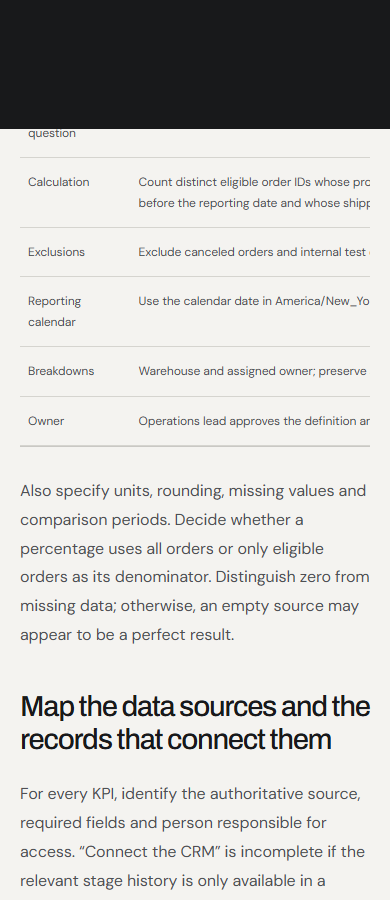 question
Calculation
Count distinct eligible order IDs whose
before the reporting date and whose
Exclusions
Exclude canceled orders and internal test
Reporting
calendar
Use the calendar date in
Breakdowns
Warehouse and assigned owner; preserve
Owner
Operations lead approves the definition
Also specify units, rounding, missing values and
comparison periods. Decide whether a
percentage uses all orders or only eligible
orders as its denominator. Distinguish zero from
missing data; otherwise, an empty source may
appear to be a perfect result.
Map the data sources and the
records that connect them
For every KPI, identify the authoritative source,
required fields and person responsible for
access. “Connect the CRM” is incomplete if the
relevant stage history is only available in a